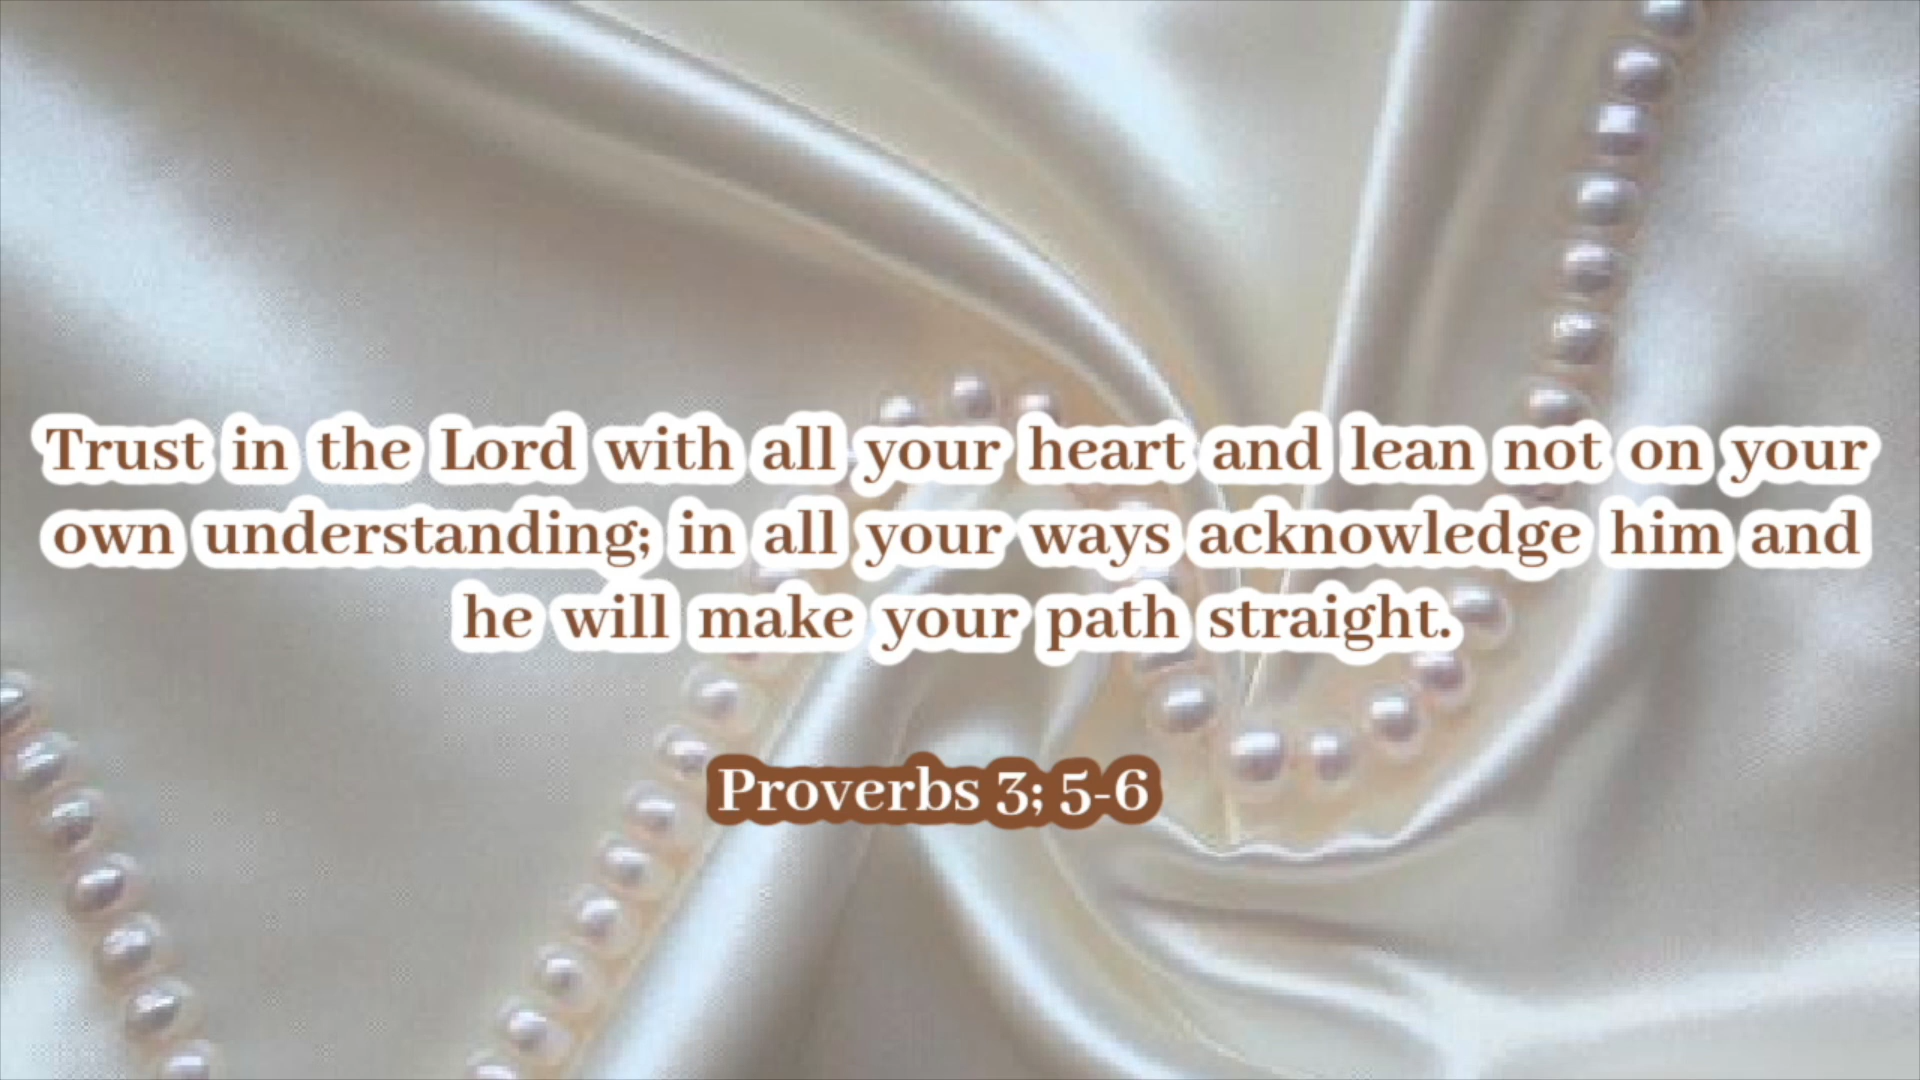 Trust in the Lord with all your heart and lean not on your
own understanding; in all your ways acknowledge him and
he will make your path straight.
Proverbs 3; 5-6